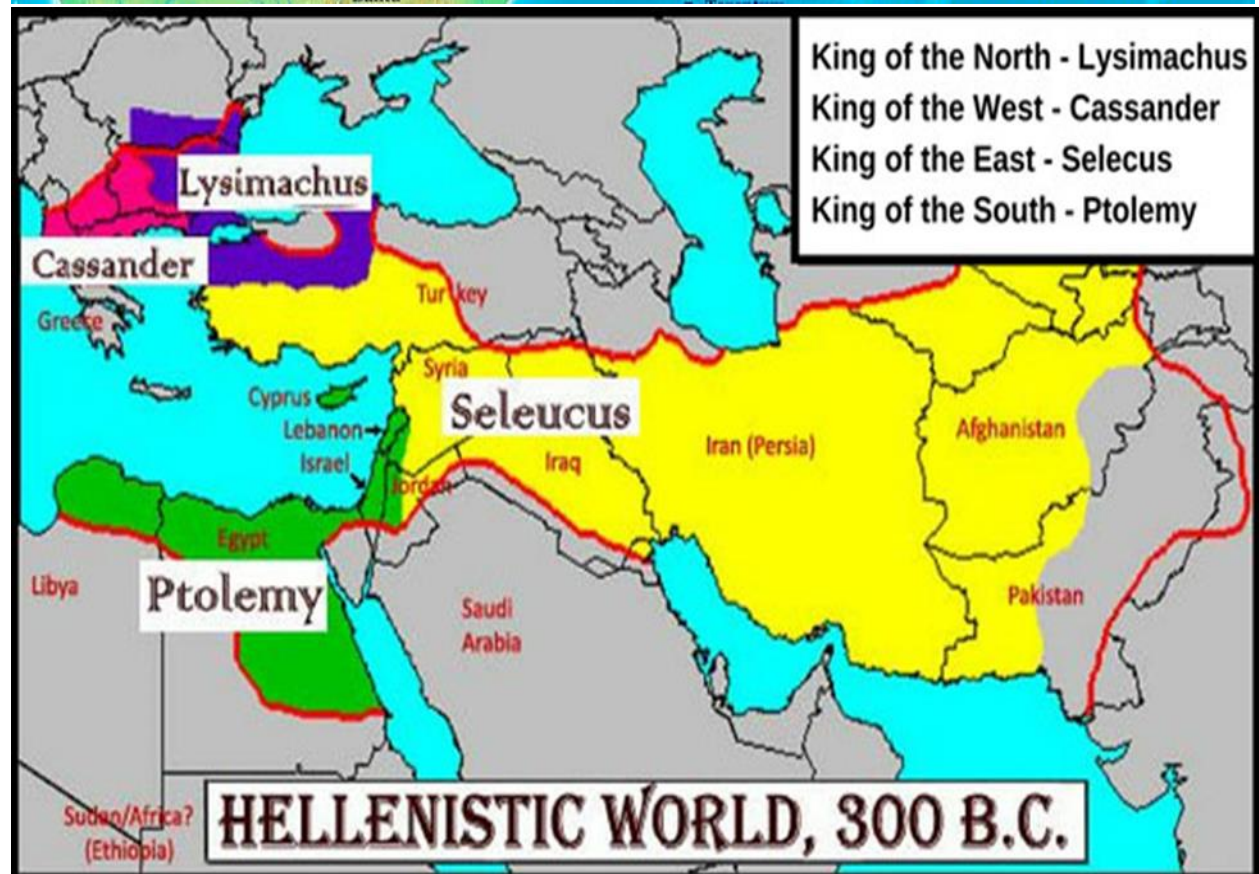 King of the North - Lysimachus
King of the West - Cassander
King of the East - Selecus
King of the South - Ptolemy
Lysimachus
Cassander
Greece
Turkey
Syria
Seleucus
Cyprus
Lebanon
Israel
Jordan
Iraq
Iran (Persia)
Afghanistan
Pakistan
Egypt
Libya
Ptolemy
Saudi
Arabia
Sudan/Africa?
(Ethiopia)
HELLENISTIC WORLD, 300 B.C.